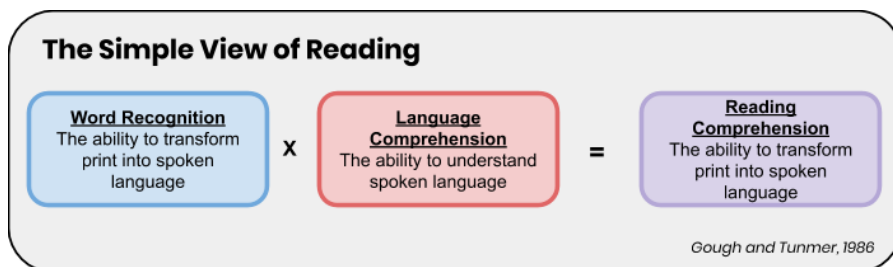 The Simple View of Reading
Word Recognition
The ability to transform
print into spoken
language
X
Language
Comprehension
The ability to understand
spoken language
=
Reading
Comprehension
The ability to transform
print into spoken
language
Gough and Tunmer, 1986